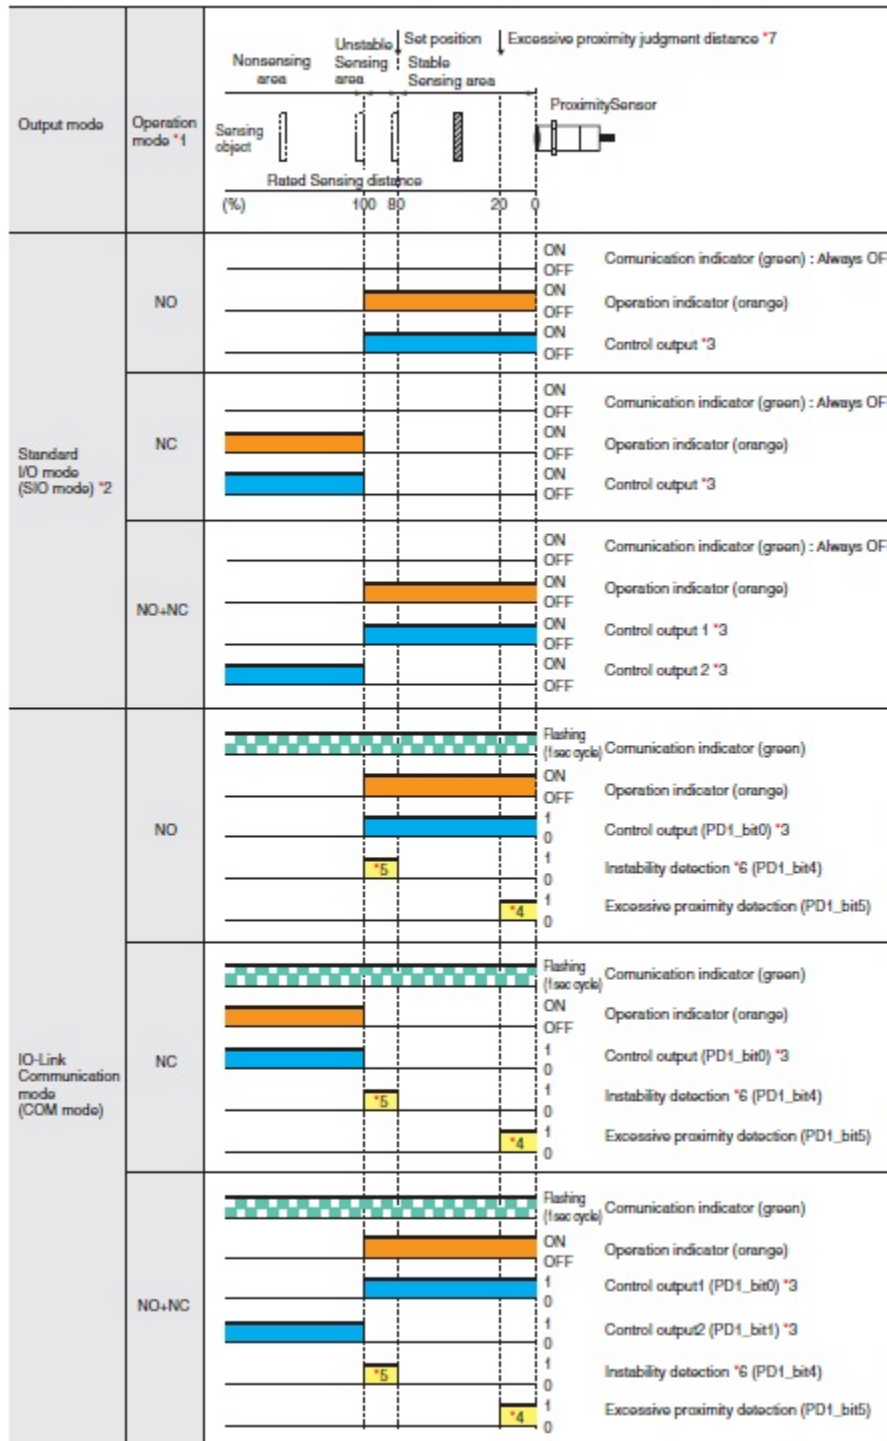 Output mode
Operation
mode *1
Nonsensing
area
Unstable
Sensing
area
Set position
Stable
Sensing area
Excessive proximity judgment distance *7
ProximitySensor
Sensing
object
Rated Sensing distance
(%) 100 80 20 0
Standard
I/O mode
(SIO mode) *2
NO
ON
OFF
Comunication indicator (green) : Always OF
ON
OFF
Operation indicator (orange)
ON
OFF
Control output *3
NC
ON
OFF
Comunication indicator (green) : Always OF
ON
OFF
Operation indicator (orange)
ON
OFF
Control output *3
NO+NC
ON
OFF
Comunication indicator (green) : Always OF
ON
OFF
Operation indicator (orange)
ON
OFF
Control output 1 *3
ON
OFF
Control output 2 *3
IO-Link
Communication
mode
(COM mode)
NO
Flashing
(1sec cycle)
Comunication indicator (green)
ON
OFF
Operation indicator (orange)
1
0
Control output (PD1_bit0) *3
*5
1
0
Instability detection *6 (PD1_bit4)
*4
1
0
Excessive proximity detection (PD1_bit5)
NC
Flashing
(1sec cycle)
Comunication indicator (green)
ON
OFF
Operation indicator (orange)
1
0
Control output (PD1_bit0) *3
*5
1
0
Instability detection *6 (PD1_bit4)
*4
1
0
Excessive proximity detection (PD1_bit5)
NO+NC
Flashing
(1sec cycle)
Comunication indicator (green)
ON
OFF
Operation indicator (orange)
1
0
Control output1 (PD1_bit0) *3
1
0
Control output2 (PD1_bit1) *3
*5
1
0
Instability detection *6 (PD1_bit4)
*4
1
0
Excessive proximity detection (PD1_bit5)